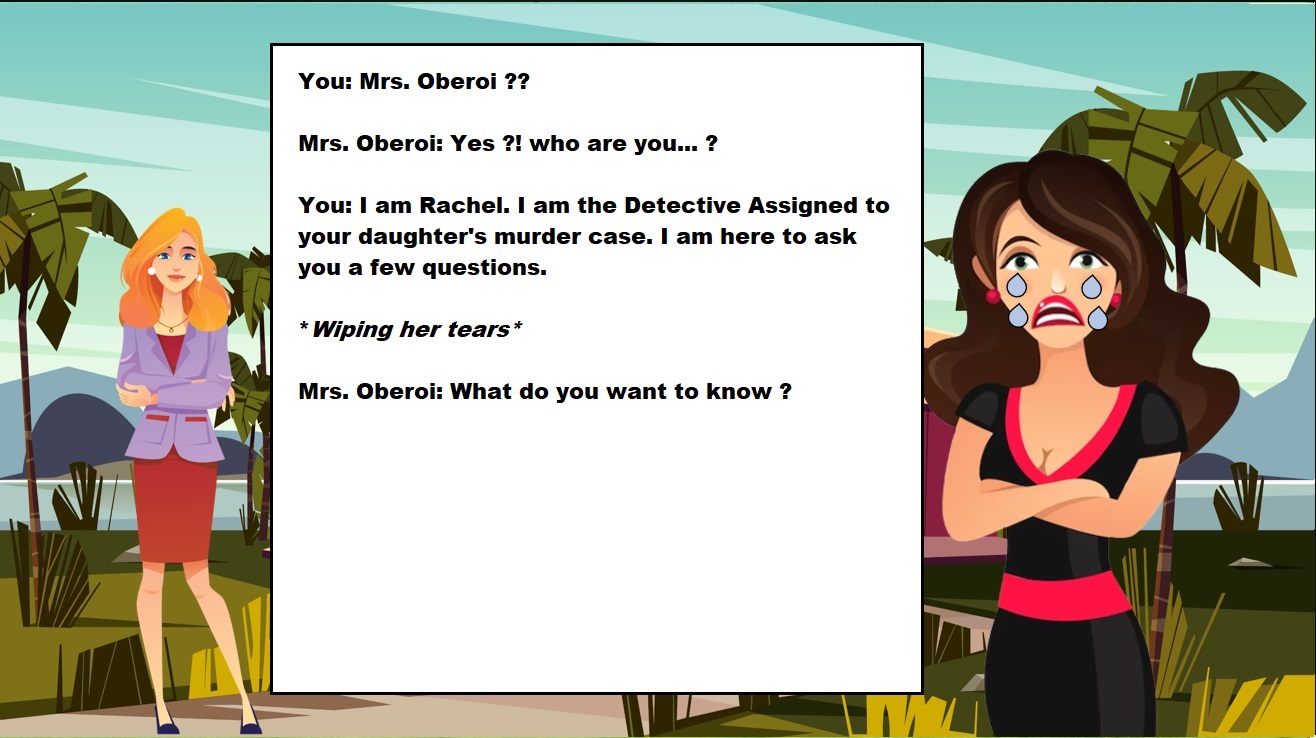 You: Mrs. Oberoi ??
Mrs. Oberoi: Yes ?! who are you... ?
You: I am Rachel. I am the Detective Assigned to
your daughter's murder case. I am here to ask
you a few questions.
*Wiping her tears*
Mrs. Oberoi: What do you want to know ?